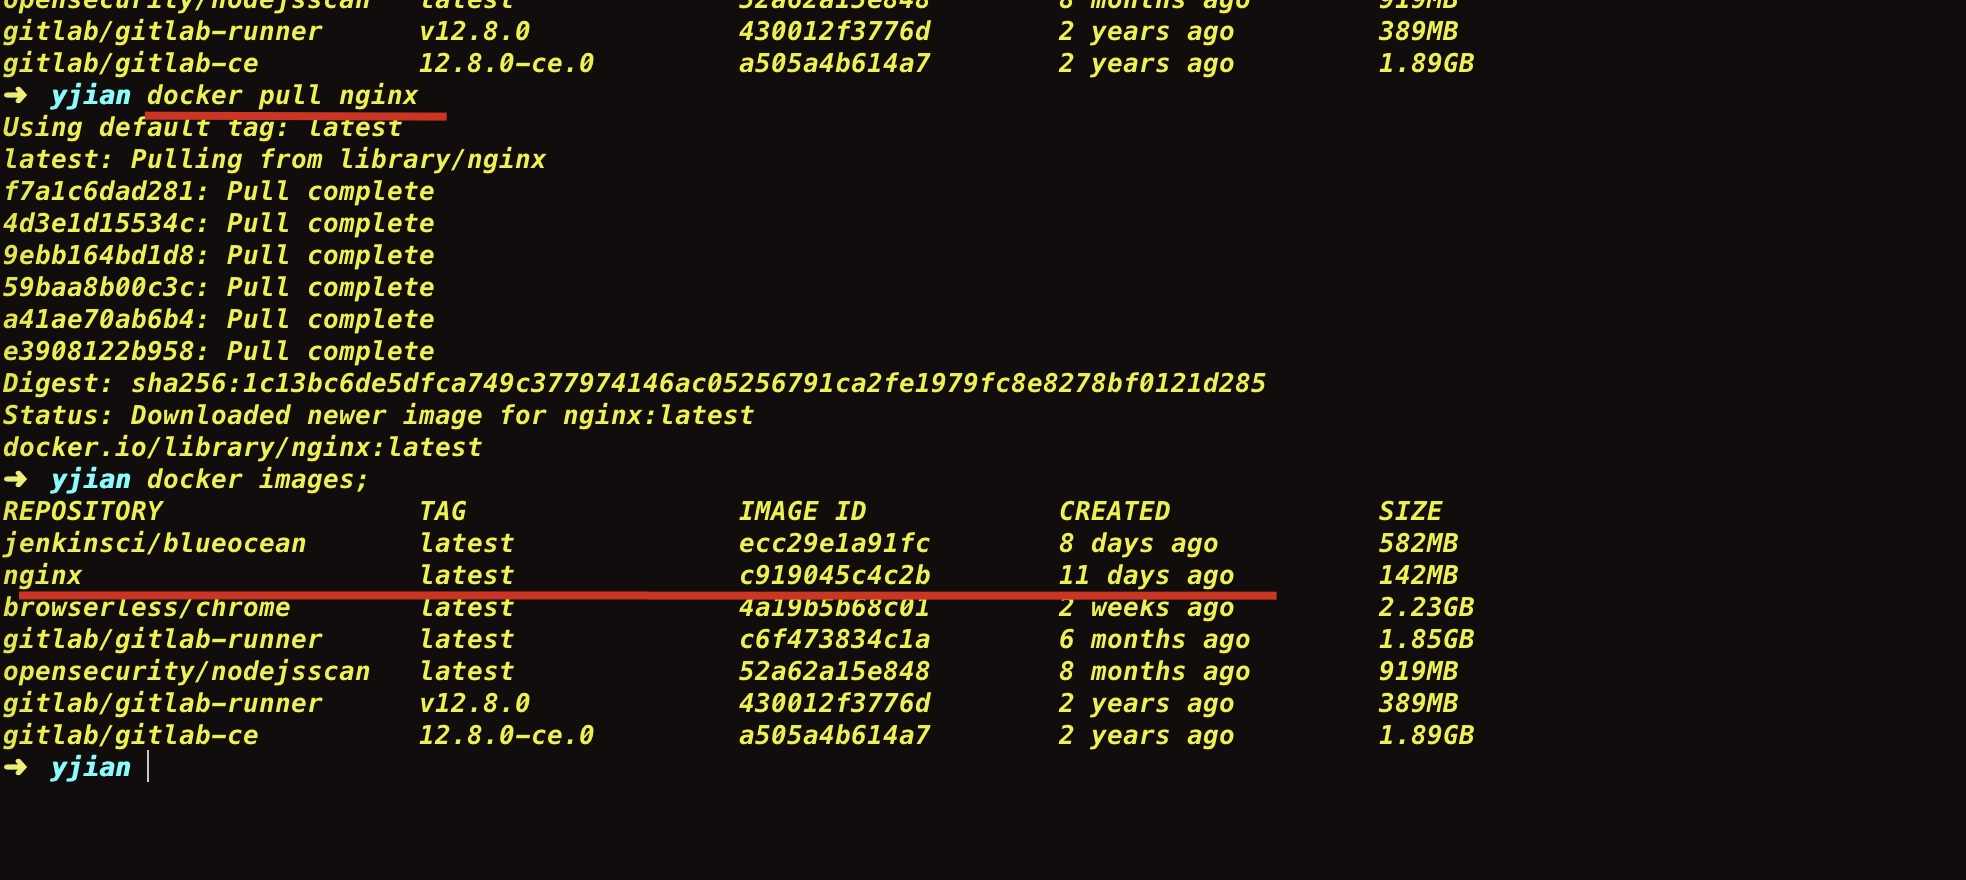 opensecurity/nodejsscan latest 52a62a15e848 8 months ago 919MB
gitlab/gitlab-runner v12.8.0 430012f3776d 2 years ago 389MB
gitlab/gitlab-ce 12.8.0-ce.0 a505a4b614a7 2 years ago 1.89GB
➜ yjian docker pull nginx
Using default tag: latest
latest: Pulling from library/nginx
f7a1c6dad281: Pull complete
4d3e1d15534c: Pull complete
9ebb164bd1d8: Pull complete
59baa8b00c3c: Pull complete
a41ae70ab6b4: Pull complete
e3908122b958: Pull complete
Digest: sha256:1c13bc6de5dfca749c377974146ac05256791ca2fe1979fc8e8278bf0121d285
Status: Downloaded newer image for nginx:latest
docker.io/library/nginx:latest
➜ yjian docker images;
REPOSITORY TAG IMAGE ID CREATED SIZE
jenkinsci/blueocean latest ecc29e1a91fc 8 days ago 582MB
nginx latest c919045c4c2b 11 days ago 142MB
browserless/chrome latest 4a19b5b68c01 2 weeks ago 2.23GB
gitlab/gitlab-runner latest c6f473834c1a 6 months ago 1.85GB
opensecurity/nodejsscan latest 52a62a15e848 8 months ago 919MB
gitlab/gitlab-runner v12.8.0 430012f3776d 2 years ago 389MB
gitlab/gitlab-ce 12.8.0-ce.0 a505a4b614a7 2 years ago 1.89GB
➜ yjian